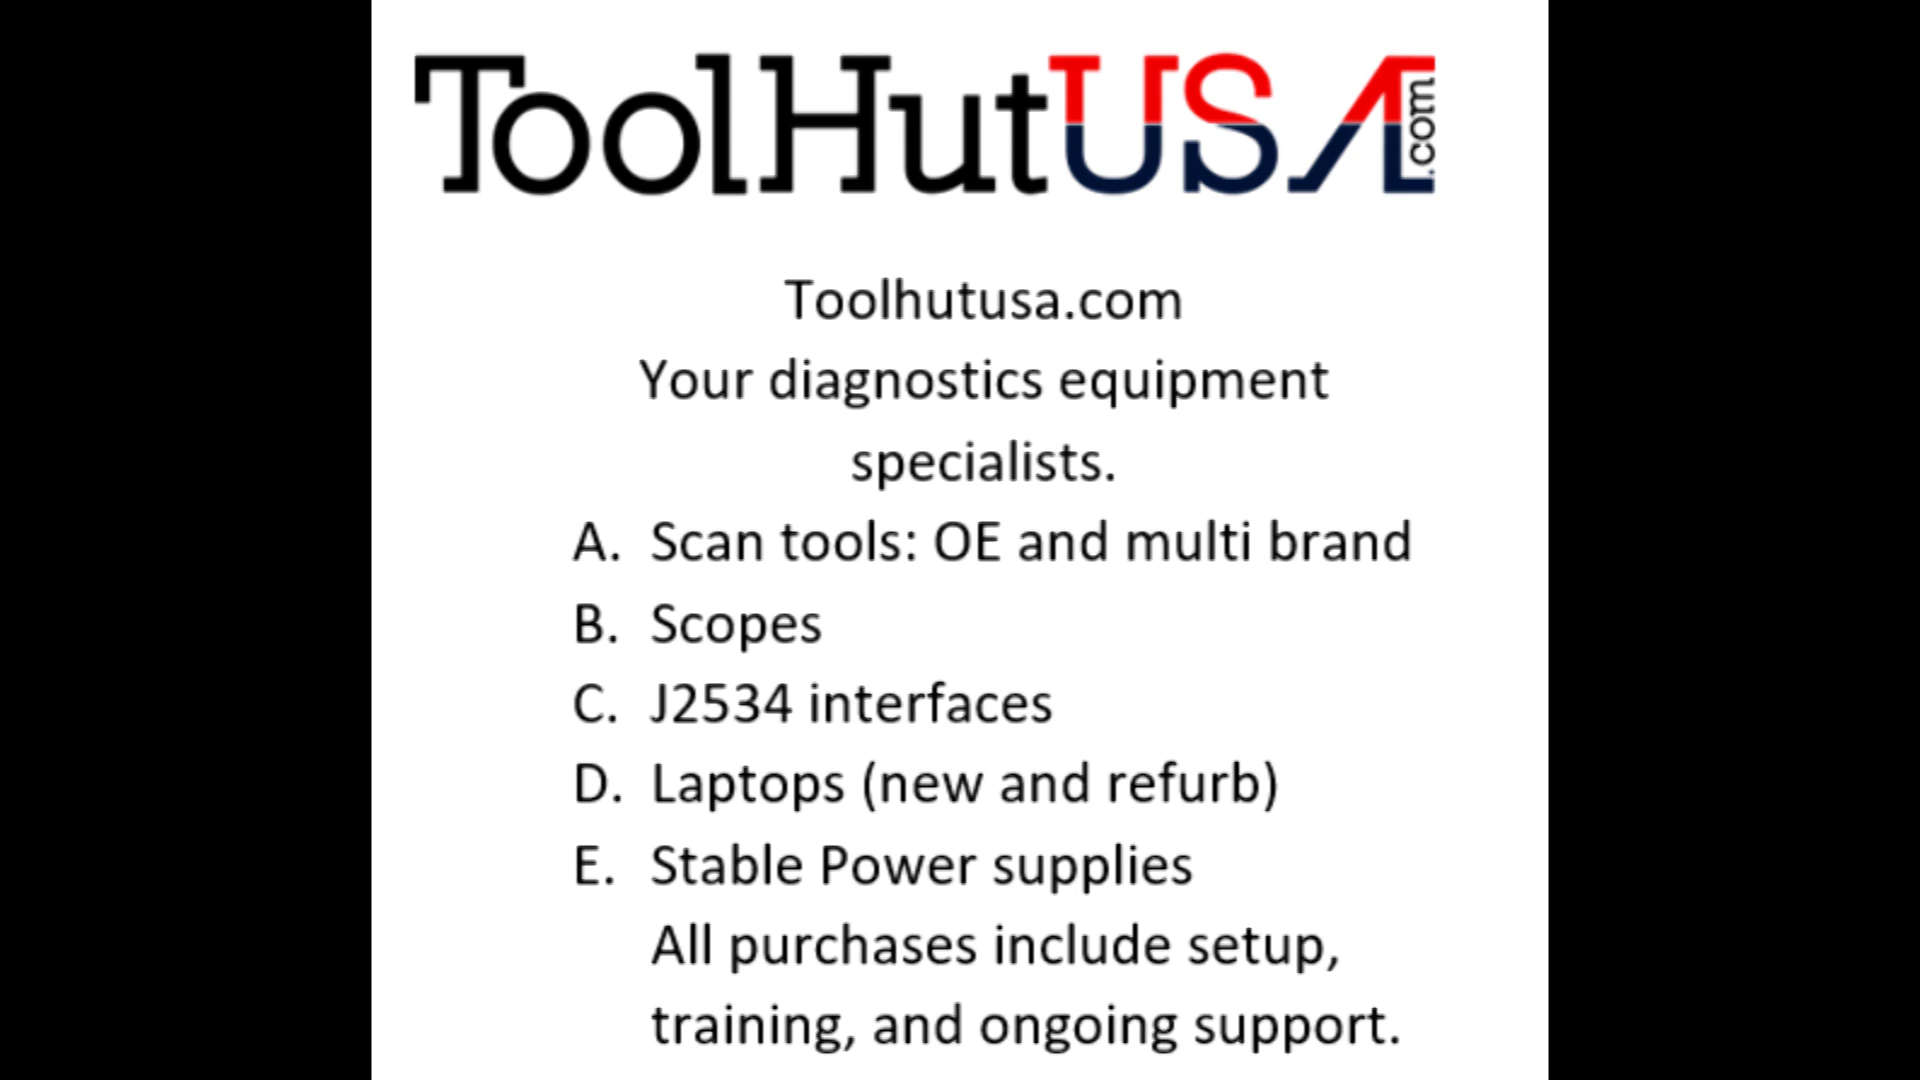 ToolHutUSA.com
Toolhutusa.com
Your diagnostics equipment
specialists.
A. Scan tools: OE and multi brand
B. Scopes
C. J2534 interfaces
D. Laptops (new and refurb)
E. Stable Power supplies
All purchases include setup,
training, and ongoing support.